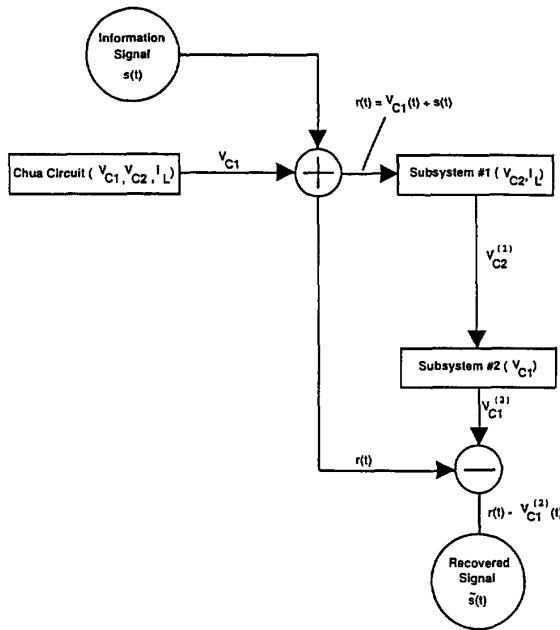 Information
Signal
s(t)
r(t) = V_C1(t) + s(t)
V_C1
Chua Circuit ( V_C1, V_C2, I_L)
Subsystem #1 ( V_C2, I_L)
V_C2^(1)
Subsystem #2 ( V_C1)
V_C1^(2)
r(t)
r(t) - V_C1^(2)(t)
Recovered
Signal
s̃(t)